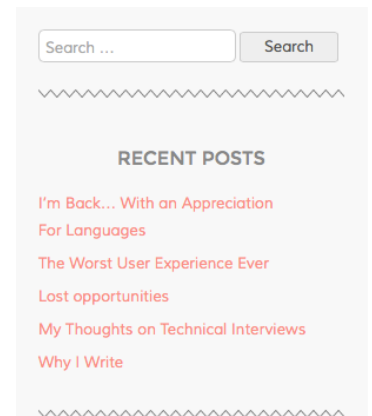 Search ... Search
RECENT POSTS
I'm Back... With an Appreciation
For Languages
The Worst User Experience Ever
Lost opportunities
My Thoughts on Technical Interviews
Why I Write